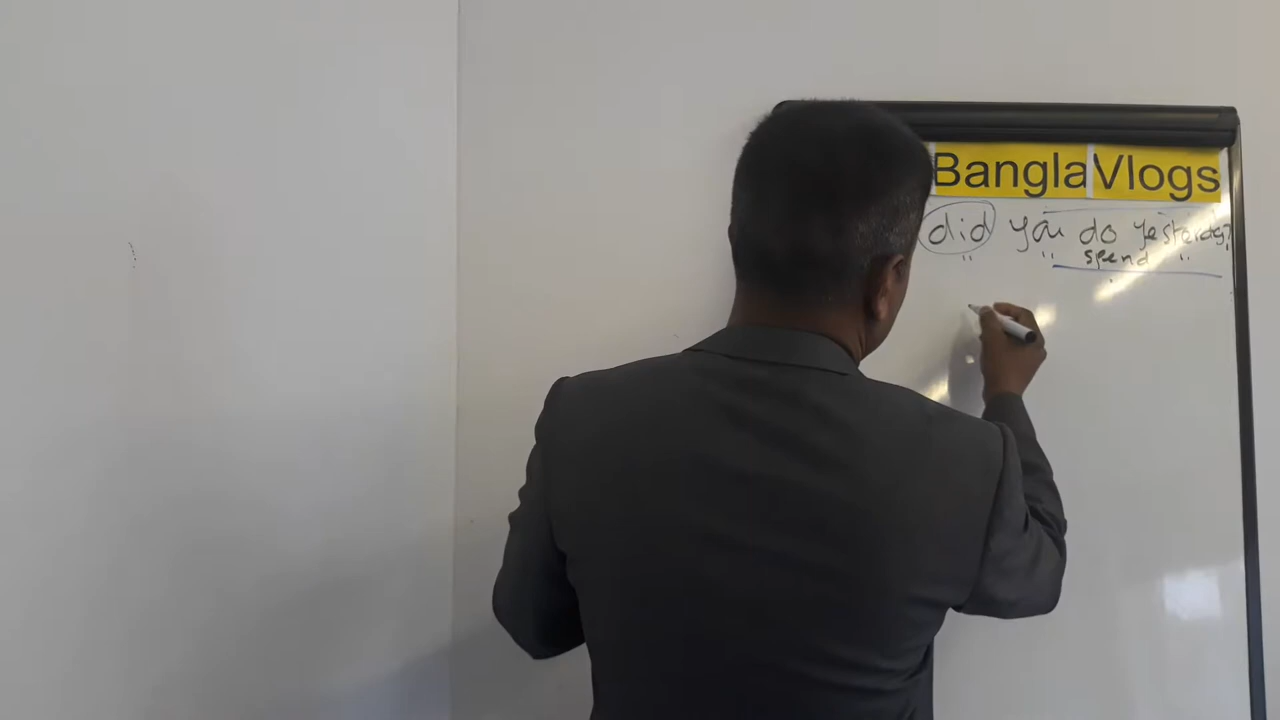 BanglaVlogs
did you do yesterday?
" " spend "